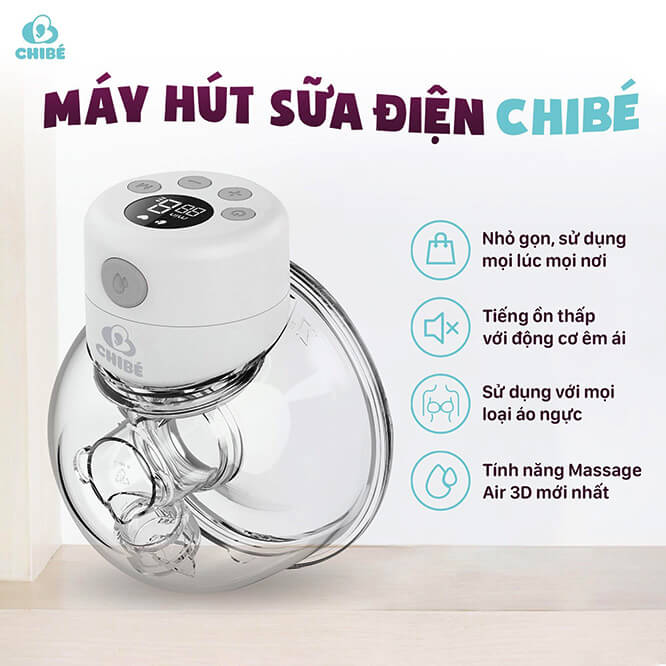 CHIBÉ
MÁY HÚT SỮA ĐIỆN CHIBÉ
M
CHIBÉ
Nhỏ gọn, sử dụng
mọi lúc mọi nơi
Tiếng ồn thấp
với động cơ êm ái
Sử dụng với mọi
loại áo ngực
Tính năng Massage
Air 3D mới nhất